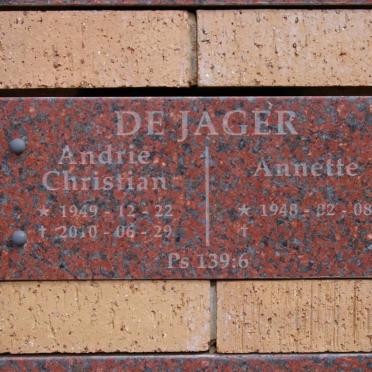 DE JAGER
Andrie
Christian
★ 1949 - 12 - 22
† 2010 - 06 - 29
Annette
★ 1948 - 02 - 08
†
Ps 139:6